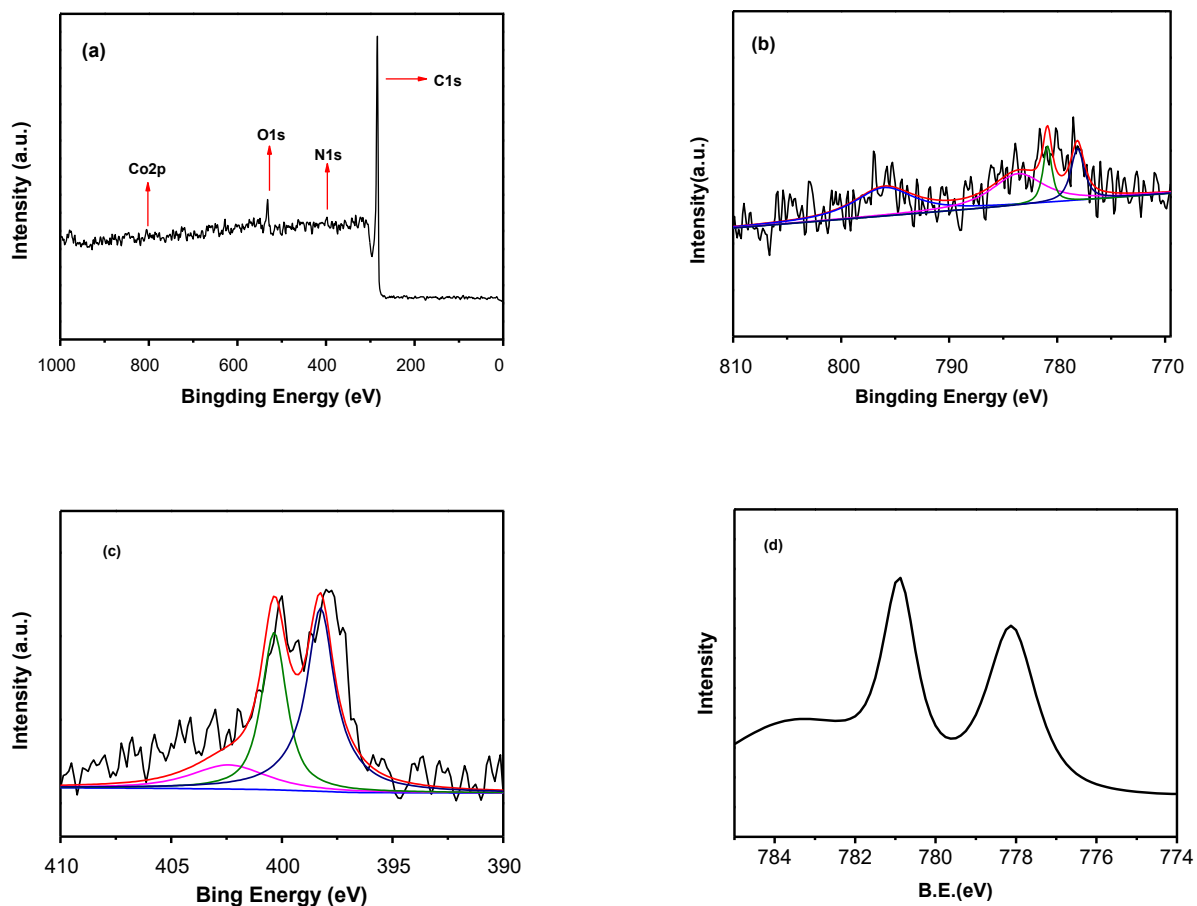 (a)
C1s
O1s
N1s
Co2p
Intensity (a.u.)
1000 800 600 400 200 0
Bingding Energy (eV)
(b)
Intensity(a.u.)
810 800 790 780 770
Bingding Energy (eV)
(c)
Intensity (a.u.)
410 405 400 395 390
Bing Energy (eV)
(d)
Intensity
784 782 780 778 776 774
B.E.(eV)